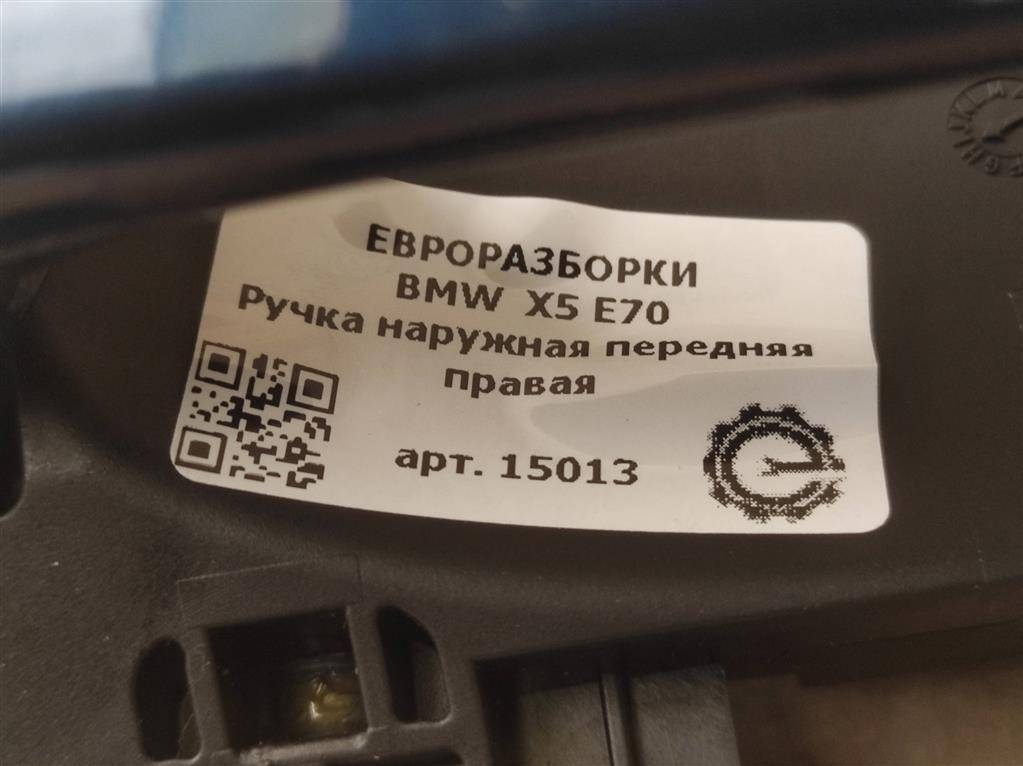 ЕВРОРАЗБОРКИ
BMW X5 E70
Ручка наружная передняя
правая
арт. 15013